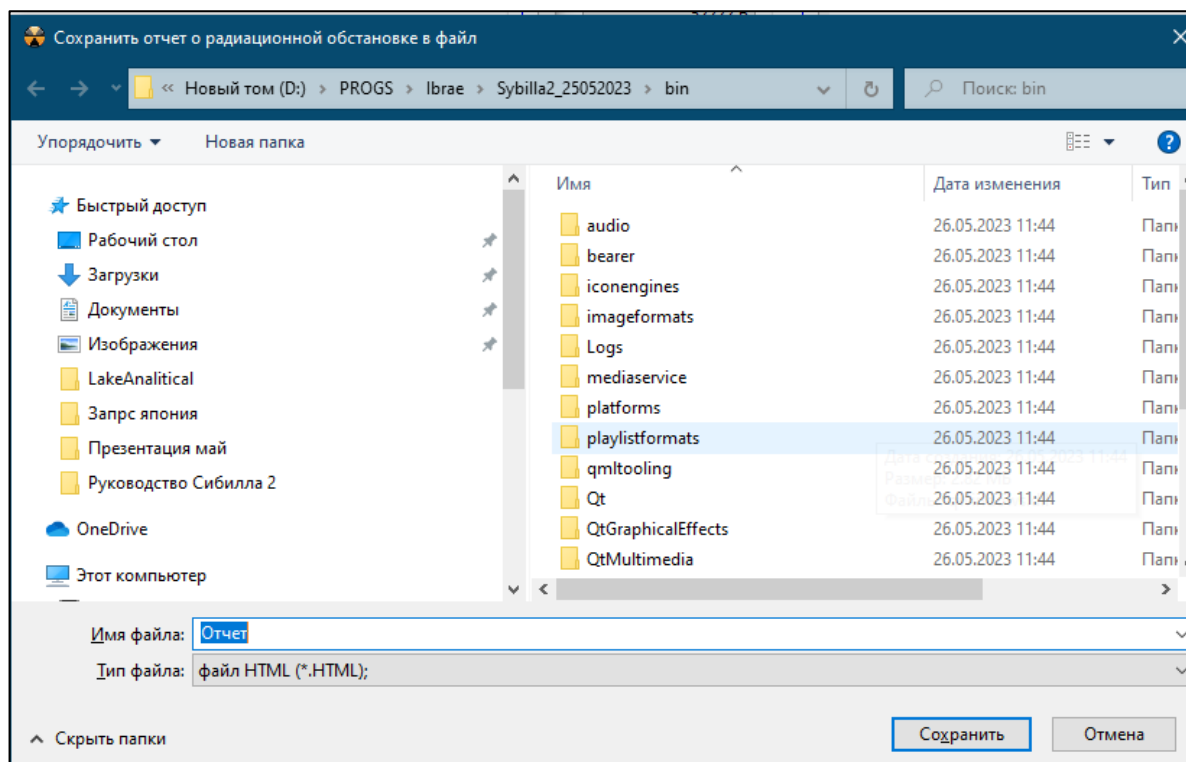 Сохранить отчет о радиационной обстановке в файл
« Новый том (D:) > PROGS > Ibrae > Sybilla2_25052023 > bin
Поиск: bin
Упорядочить
Новая папка
Быстрый доступ
Рабочий стол
Загрузки
Документы
Изображения
LakeAnalitical
Запрс япония
Презентация май
Руководство Сибилла 2
OneDrive
Этот компьютер
Имя Дата изменения Тип
audio 26.05.2023 11:44
bearer 26.05.2023 11:44
iconengines 26.05.2023 11:44
imageformats 26.05.2023 11:44
Logs 26.05.2023 11:44
mediaservice 26.05.2023 11:44
platforms 26.05.2023 11:44
playlistformats 26.05.2023 11:44
qmltooling 26.05.2023 11:44
Qt 26.05.2023 11:44
QtGraphicalEffects 26.05.2023 11:44
QtMultimedia 26.05.2023 11:44
Имя файла: Отчет
Тип файла: файл HTML (*.HTML);
Скрыть папки
Сохранить
Отмена